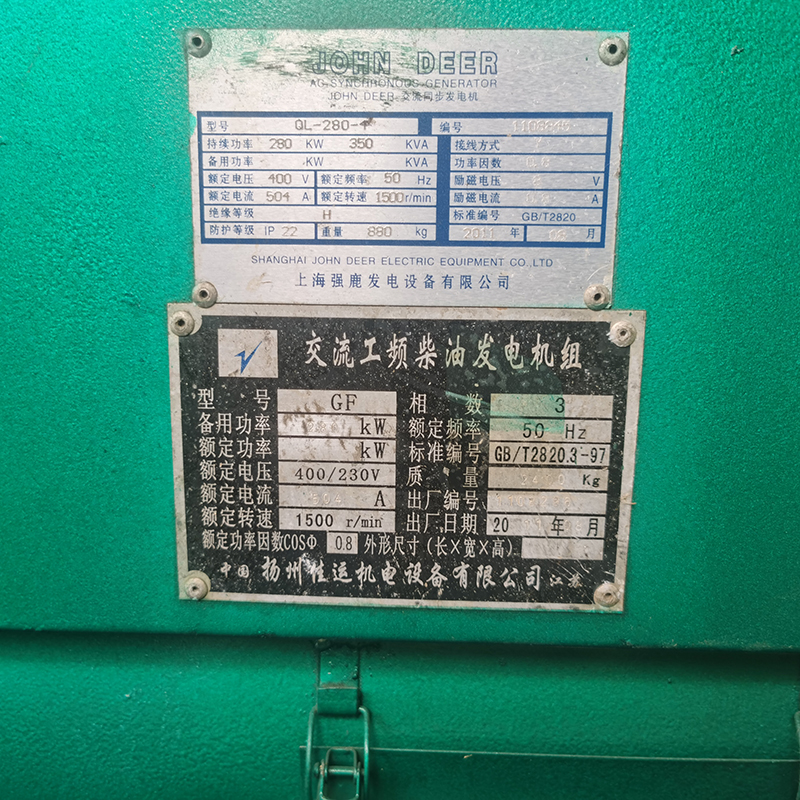 JOHN DEER
AC SYNCHRONOUS GENERATOR
JOHN DEER 交流同步发电机
型号 QL-280-4 编号
持续功率 280 KW 350 KVA 接线方式
备用功率 KW KVA 功率因数
额定电压 400 V 额定频率 50 Hz 励磁电压 V
额定电流 504 A 额定转速 1500r/min 励磁电流 A
绝缘等级 H 标准编号 GB/T2820
防护等级 IP 22 重量 880 kg 2011 年 月
SHANGHAI JOHN DEER ELECTRIC EQUIPMENT CO.,LTD
上海强鹿发电设备有限公司
交流工频柴油发电机组
型号 GF 相数 3
备用功率 kW 额定频率 50 Hz
额定功率 kW 标准编号 GB/T2820.3-97
额定电压 400/230V 质量 Kg
额定电流 504 A 出厂编号
额定转速 1500 r/min 出厂日期 20 年 月
额定功率因数COSΦ 0.8 外形尺寸(长×宽×高)
中国 扬州佳运机电设备有限公司 江苏